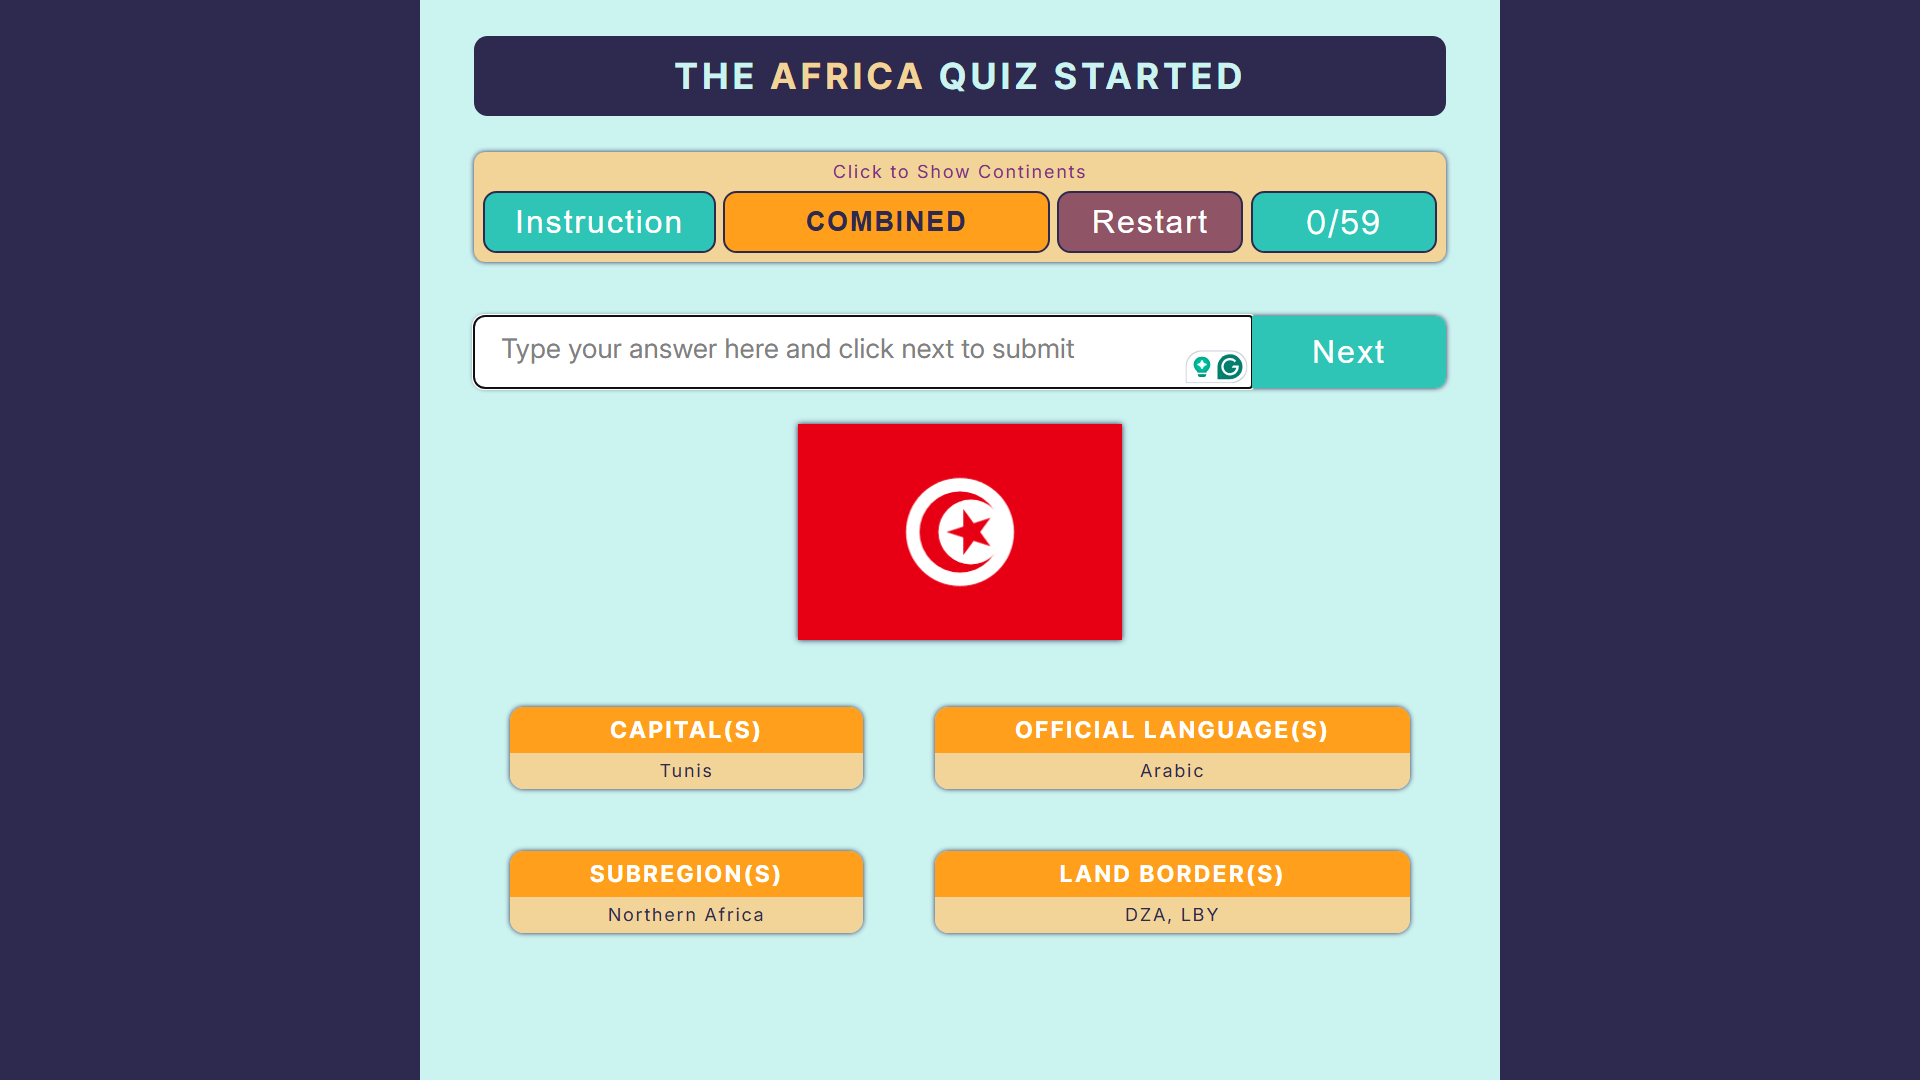 THE AFRICA QUIZ STARTED
Click to Show Continents
Instruction
COMBINED
Restart
0/59
Type your answer here and click next to submit
Next
CAPITAL(S)
Tunis
OFFICIAL LANGUAGE(S)
Arabic
SUBREGION(S)
Northern Africa
LAND BORDER(S)
DZA, LBY